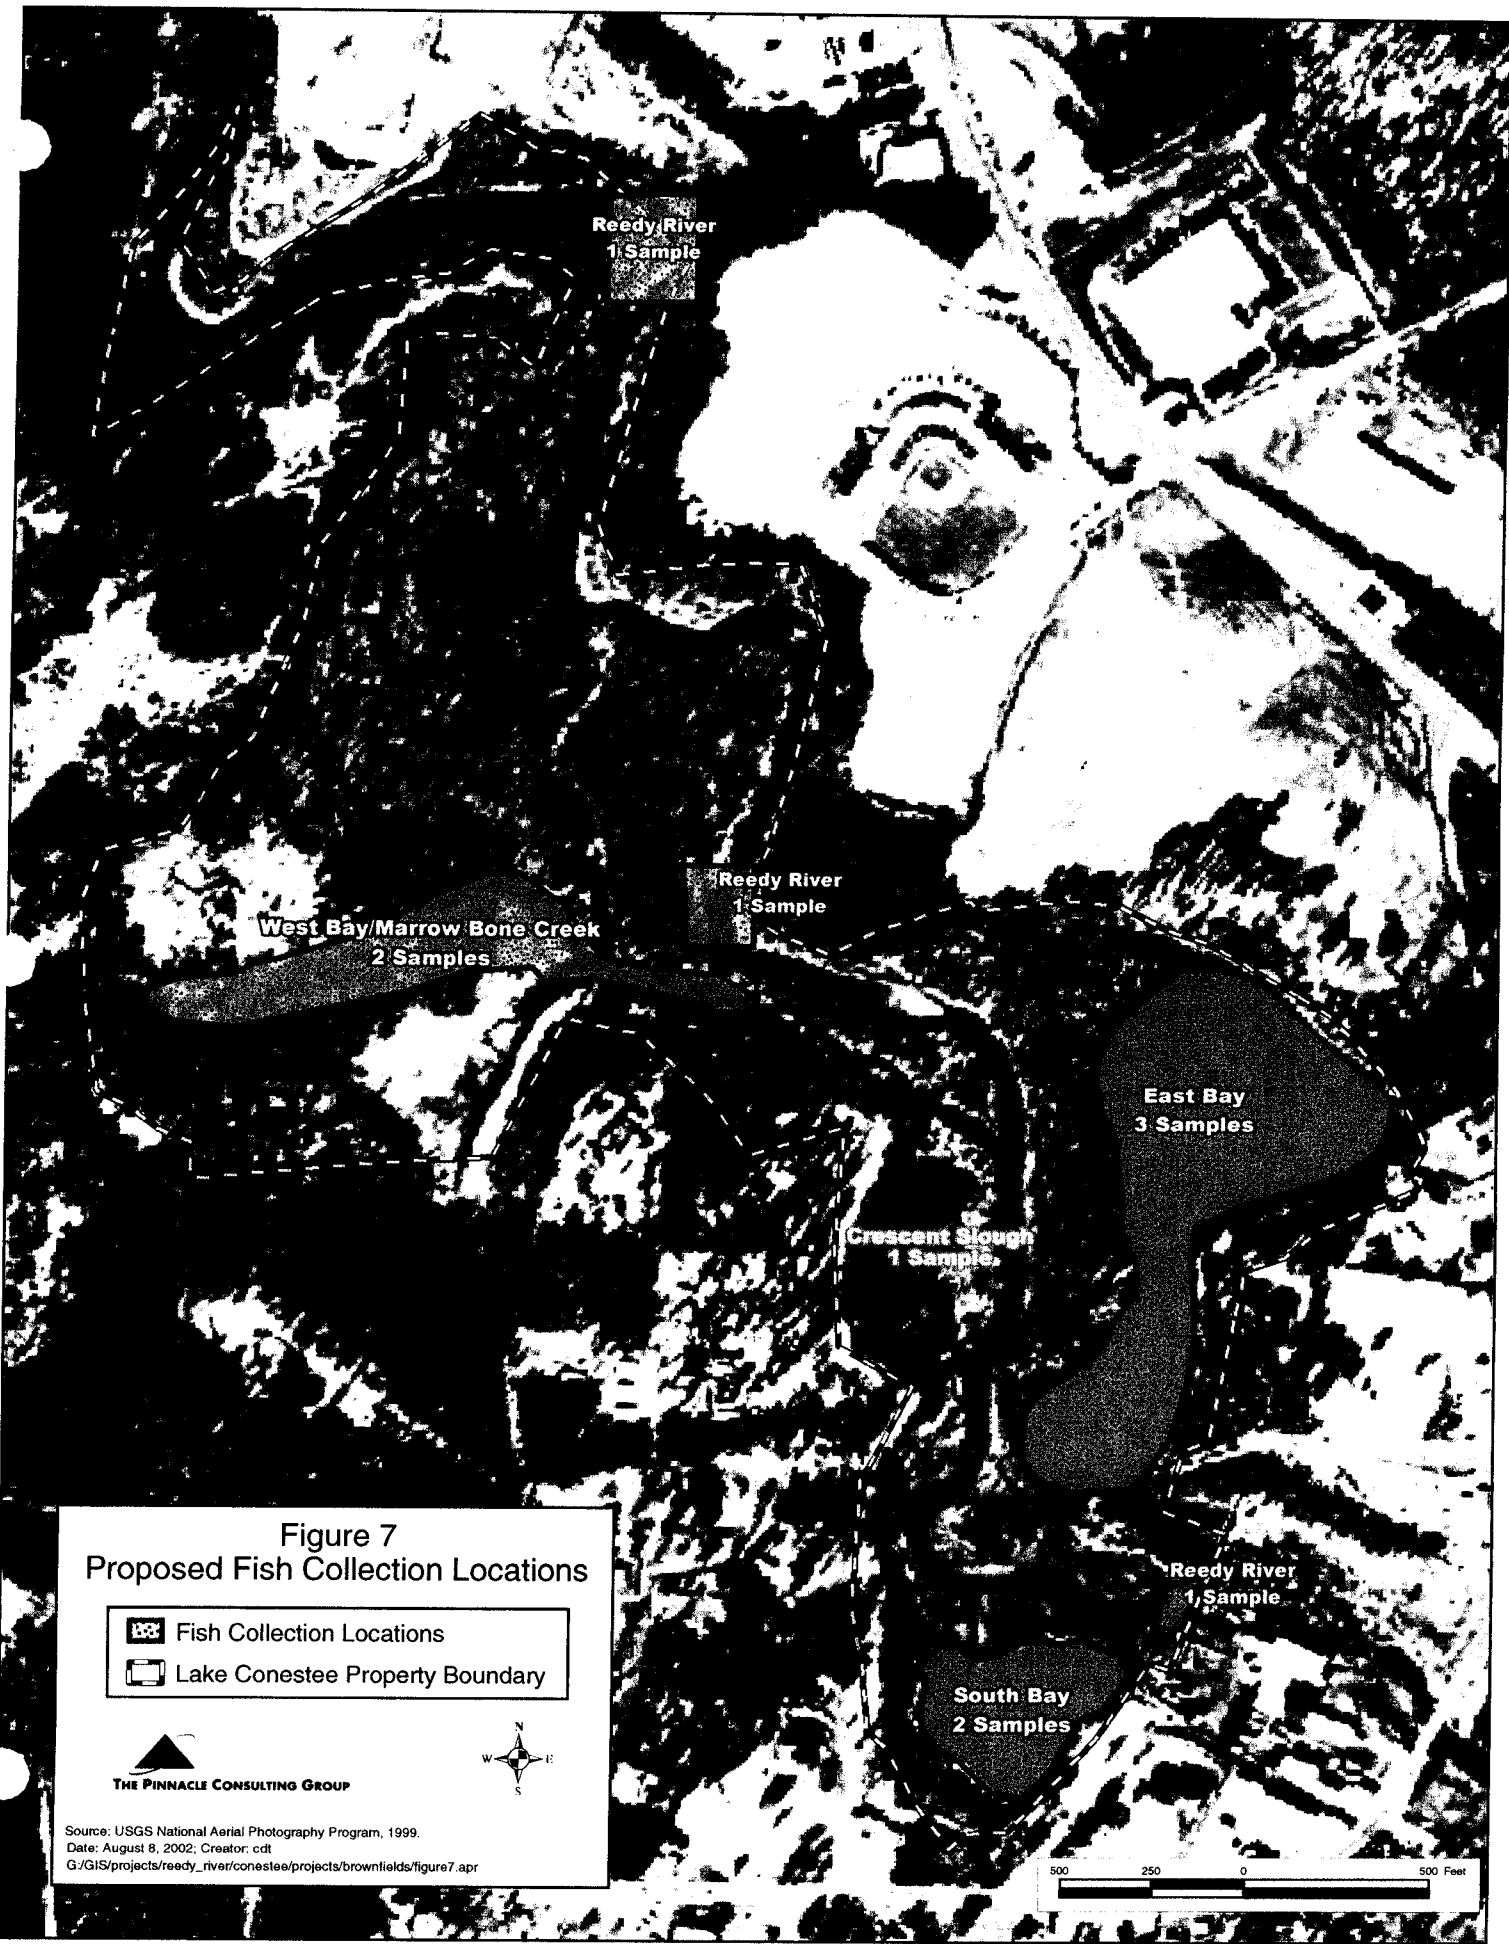 Reedy River
1 Sample
Reedy River
1 Sample
West Bay/Marrow Bone Creek
2 Samples
East Bay
3 Samples
Crescent Slough
1 Sample
Reedy River
1 Sample
South Bay
2 Samples
Figure 7
Proposed Fish Collection Locations
Fish Collection Locations
Lake Conestee Property Boundary
N
W E
S
THE PINNACLE CONSULTING GROUP
Source: USGS National Aerial Photography Program, 1999.
Date: August 8, 2002; Creator: cdt
G:/GIS/projects/reedy_river/conestee/projects/brownfields/figure7.apr
500 250 0 500 Feet